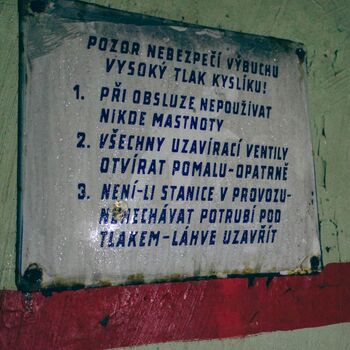 POZOR NEBEZPEČÍ VÝBUCHU
VYSOKÝ TLAK KYSLÍKU!
1. PŘI OBSLUZE NEPOUŽÍVAT
NIKDE MASTNOTY
2. VŠECHNY UZAVÍRACÍ VENTILY
OTVÍRAT POMALU-OPATRNĚ
3. NENÍ-LI STANICE V PROVOZU-
NENECHÁVAT POTRUBÍ POD
TLAKEM-LÁHVE UZAVŘÍT